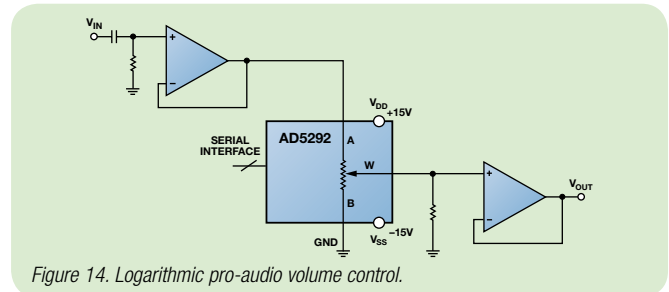 VIN
+
−
VDD
+15V
AD5292
A
SERIAL
INTERFACE
W
B
+
−
VOUT
GND
VSS
−15V
Figure 14. Logarithmic pro-audio volume control.